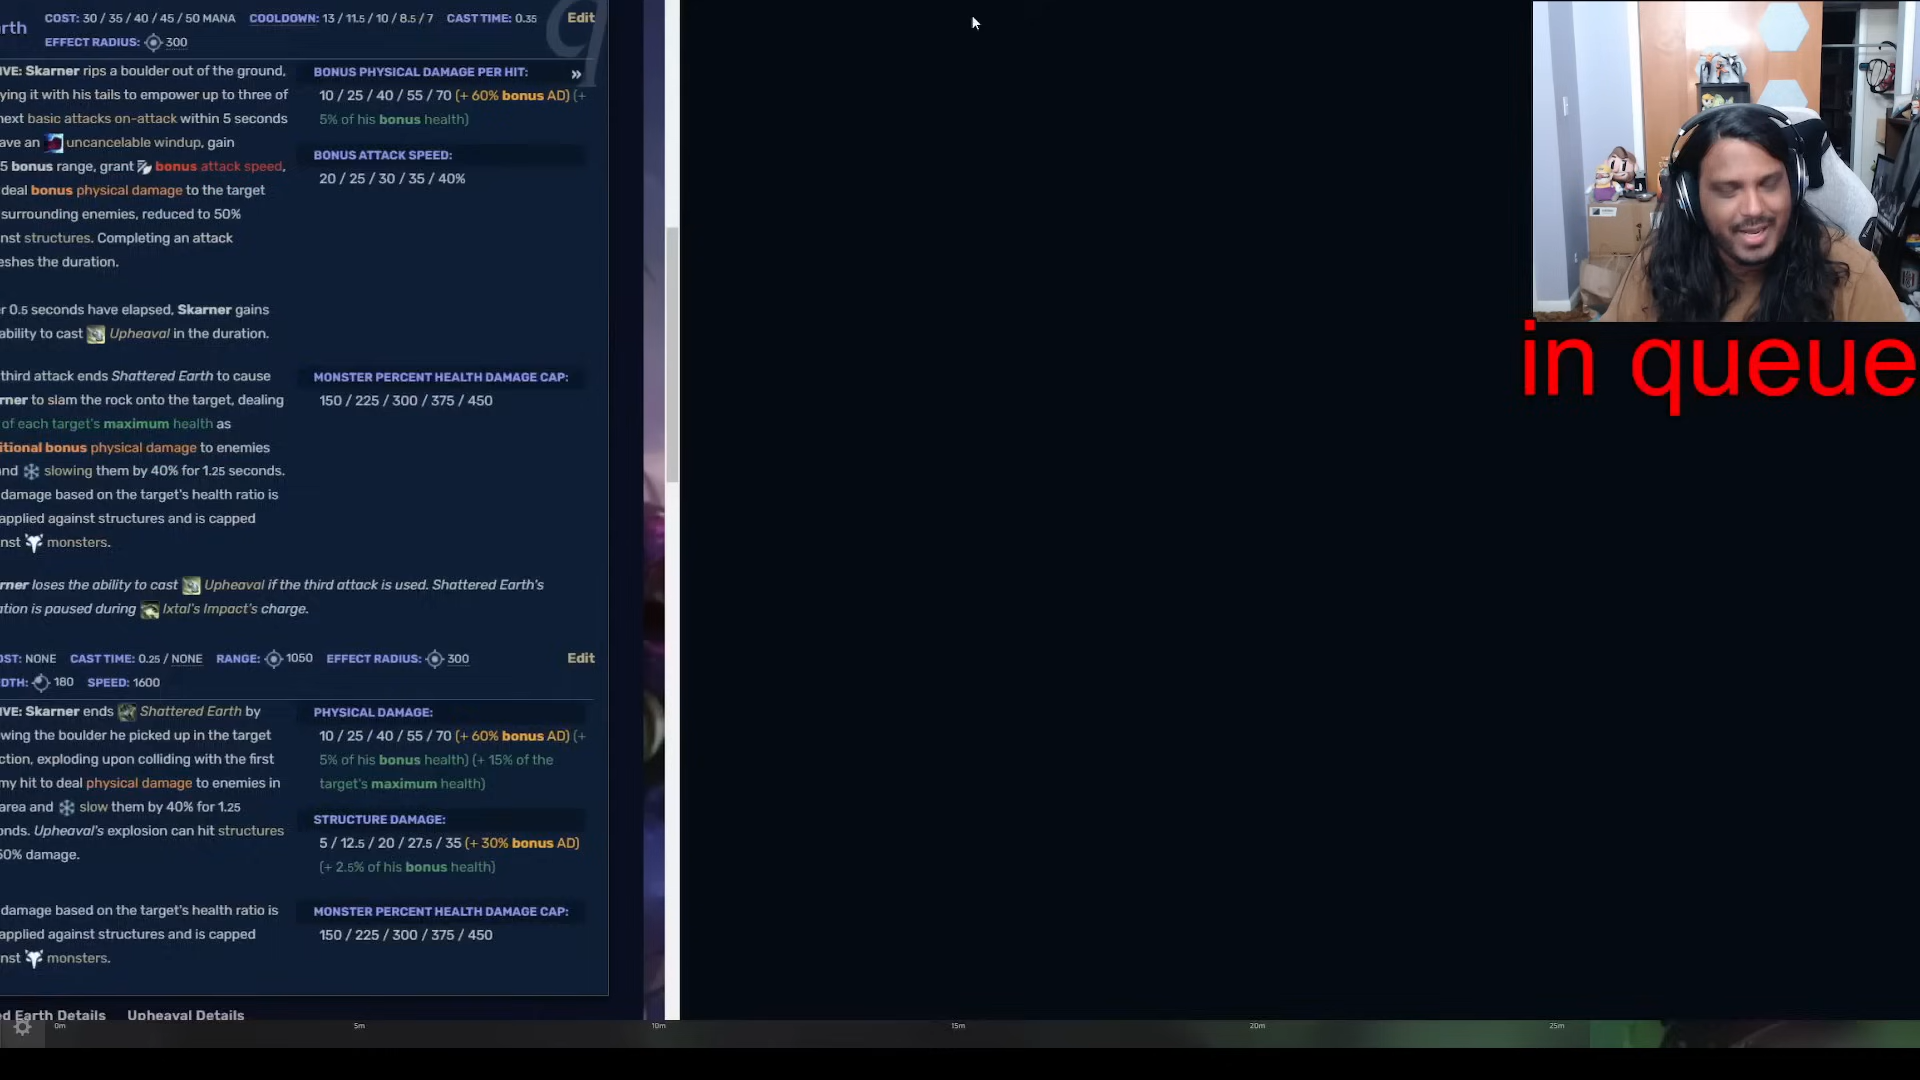 rth
COST: 30 / 35 / 40 / 45 / 50 MANA COOLDOWN: 13 / 11.5 / 10 / 8.5 / 7 CAST TIME: 0.35 Edit
EFFECT RADIUS: 300
IVE: Skarner rips a boulder out of the ground,
ying it with his tails to empower up to three of
next basic attacks on-attack within 5 seconds
ave an uncancelable windup, gain
5 bonus range, grant bonus attack speed,
deal bonus physical damage to the target
surrounding enemies, reduced to 50%
nst structures. Completing an attack
eshes the duration.
BONUS PHYSICAL DAMAGE PER HIT: »
10 / 25 / 40 / 55 / 70 (+ 60% bonus AD) (+
5% of his bonus health)
BONUS ATTACK SPEED:
20 / 25 / 30 / 35 / 40%
r 0.5 seconds have elapsed, Skarner gains
ability to cast Upheaval in the duration.
third attack ends Shattered Earth to cause
rner to slam the rock onto the target, dealing
of each target's maximum health as
itional bonus physical damage to enemies
nd slowing them by 40% for 1.25 seconds.
damage based on the target's health ratio is
applied against structures and is capped
nst monsters.
MONSTER PERCENT HEALTH DAMAGE CAP:
150 / 225 / 300 / 375 / 450
rner loses the ability to cast Upheaval if the third attack is used. Shattered Earth's
ation is paused during Ixtal's Impact's charge.
OST: NONE CAST TIME: 0.25 / NONE RANGE: 1050 EFFECT RADIUS: 300 Edit
DTH: 180 SPEED: 1600
IVE: Skarner ends Shattered Earth by
wing the boulder he picked up in the target
ction, exploding upon colliding with the first
my hit to deal physical damage to enemies in
area and slow them by 40% for 1.25
onds. Upheaval's explosion can hit structures
50% damage.
PHYSICAL DAMAGE:
10 / 25 / 40 / 55 / 70 (+ 60% bonus AD) (+
5% of his bonus health) (+ 15% of the
target's maximum health)
STRUCTURE DAMAGE:
5 / 12.5 / 20 / 27.5 / 35 (+ 30% bonus AD)
(+ 2.5% of his bonus health)
damage based on the target's health ratio is
applied against structures and is capped
nst monsters.
MONSTER PERCENT HEALTH DAMAGE CAP:
150 / 225 / 300 / 375 / 450
ed Earth Details Upheaval Details
0m 5m 10m 15m 20m 25m
in queue